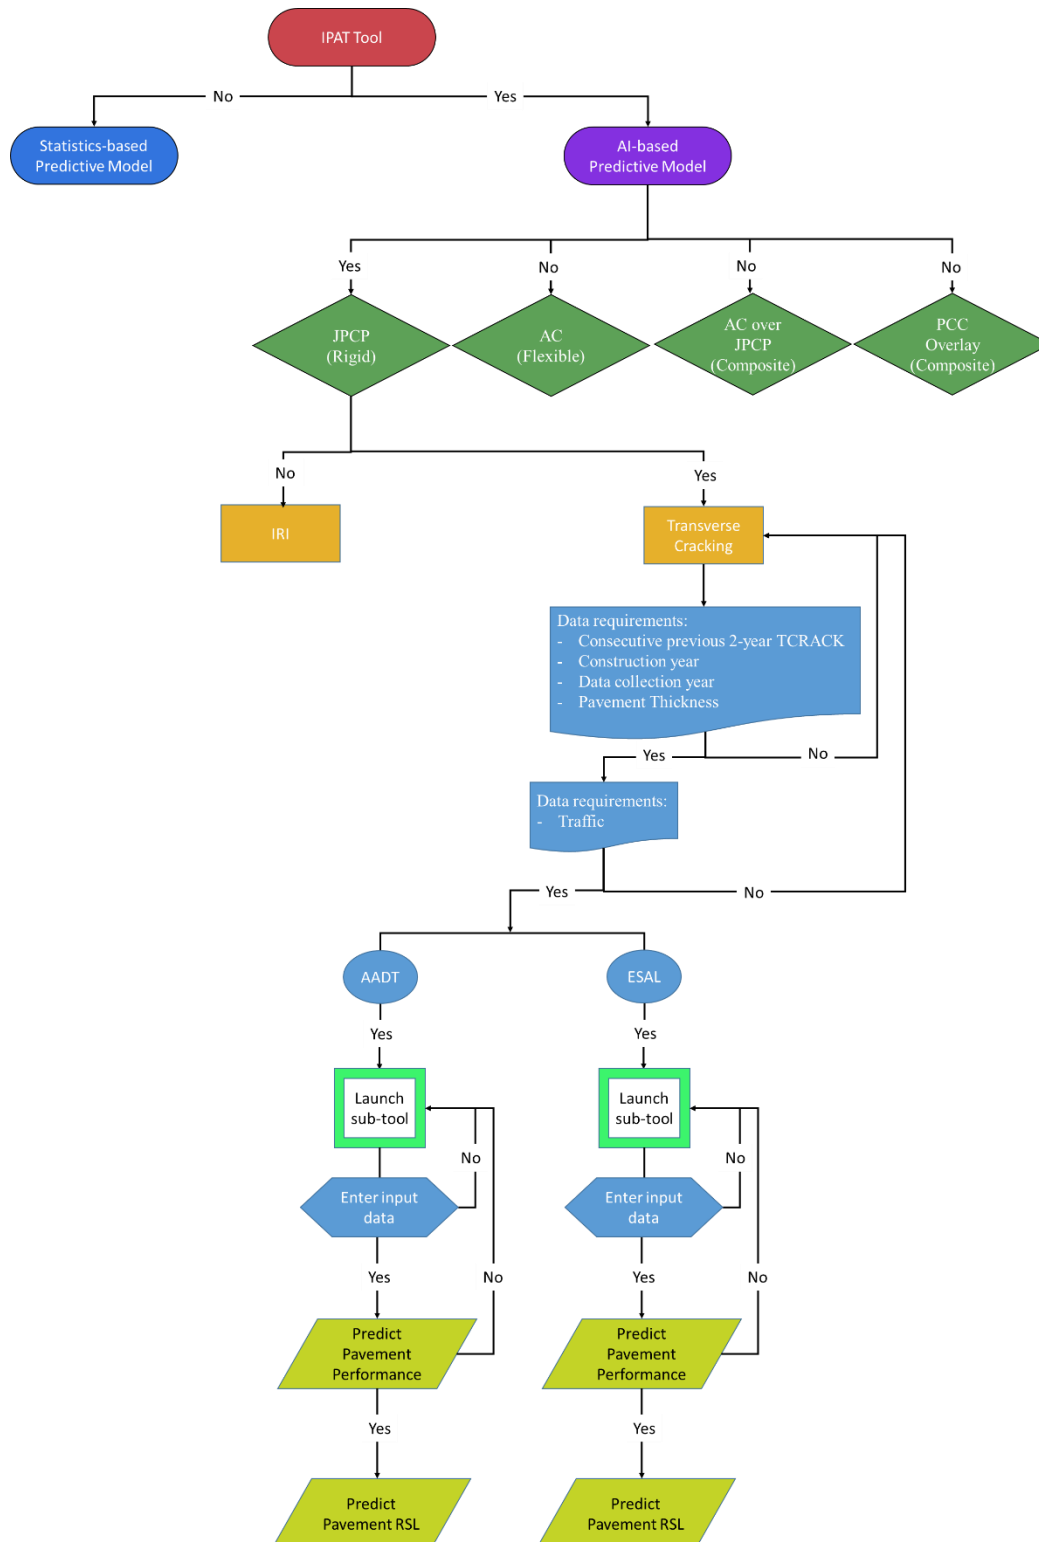 IPAT Tool
No
Yes
Statistics-based
Predictive Model
AI-based
Predictive Model
Yes
No
No
No
JPCP
(Rigid)
AC
(Flexible)
AC over
JPCP
(Composite)
PCC
Overlay
(Composite)
No
Yes
IRI
Transverse
Cracking
Data requirements:
- Consecutive previous 2-year TCRACK
- Construction year
- Data collection year
- Pavement Thickness
Yes
No
Data requirements:
- Traffic
Yes
No
AADT
ESAL
Yes
Yes
Launch
sub-tool
Launch
sub-tool
No
No
Enter input
data
Enter input
data
Yes
No
Yes
No
Predict
Pavement
Performance
Predict
Pavement
Performance
Yes
Yes
Predict
Pavement RSL
Predict
Pavement RSL